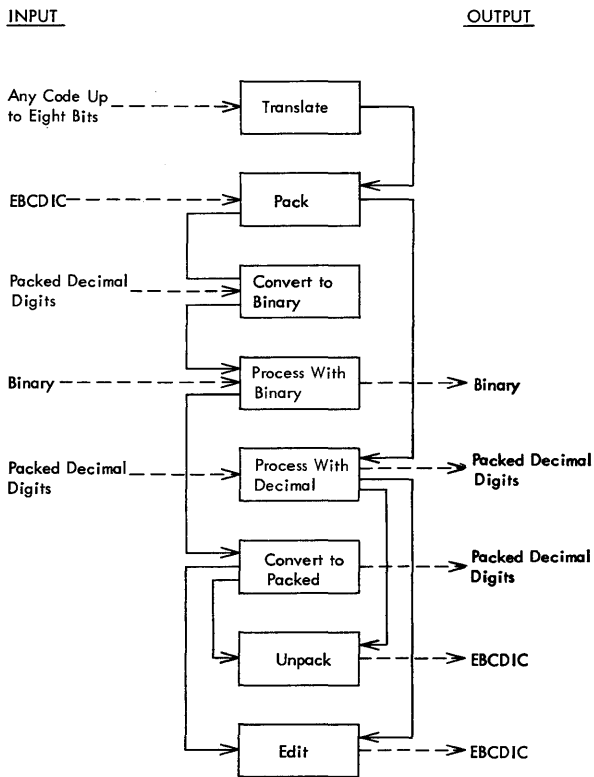 INPUT
OUTPUT
Any Code Up
to Eight Bits
Translate
EBCDIC
Pack
Packed Decimal
Digits
Convert to
Binary
Binary
Process With
Binary
Binary
Packed Decimal
Digits
Process With
Decimal
Packed Decimal
Digits
Convert to
Packed
Packed Decimal
Digits
Unpack
EBCDIC
Edit
EBCDIC